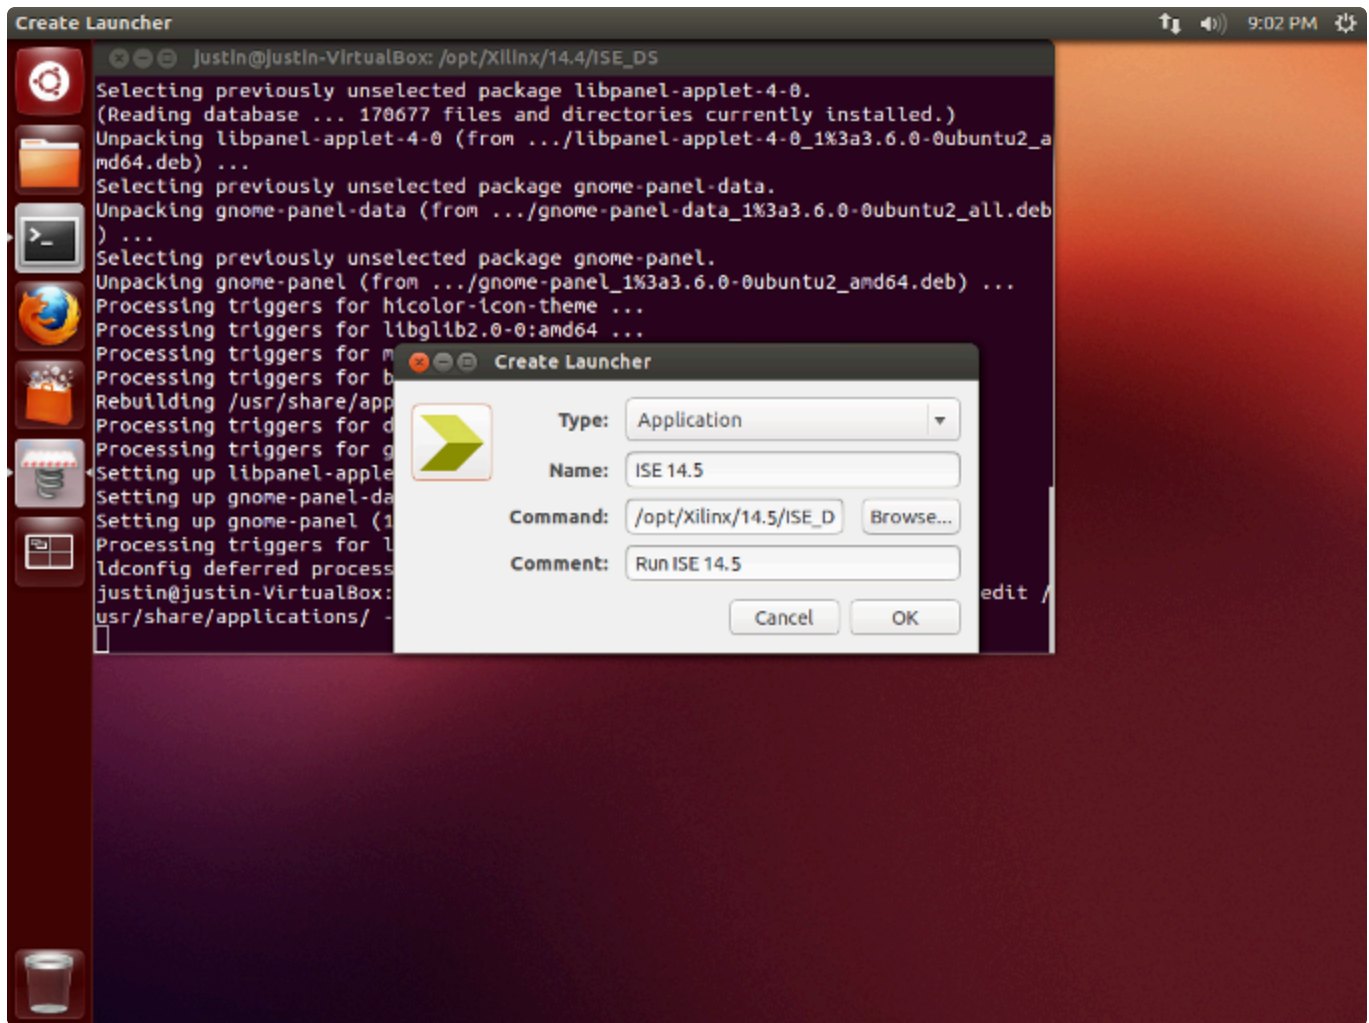 Create Launcher
9:02 PM
justin@justin-VirtualBox: /opt/Xilinx/14.4/ISE_DS
Selecting previously unselected package libpanel-applet-4-0.
(Reading database ... 170677 files and directories currently installed.)
Unpacking libpanel-applet-4-0 (from .../libpanel-applet-4-0_1%3a3.6.0-0ubuntu2_a
md64.deb) ...
Selecting previously unselected package gnome-panel-data.
Unpacking gnome-panel-data (from .../gnome-panel-data_1%3a3.6.0-0ubuntu2_all.deb
) ...
Selecting previously unselected package gnome-panel.
Unpacking gnome-panel (from .../gnome-panel_1%3a3.6.0-0ubuntu2_amd64.deb) ...
Processing triggers for hicolor-icon-theme ...
Processing triggers for libglib2.0-0:amd64 ...
Processing triggers for m
Processing triggers for b
Rebuilding /usr/share/app
Processing triggers for d
Processing triggers for g
Setting up libpanel-apple
Setting up gnome-panel-da
Setting up gnome-panel (1
Processing triggers for l
ldconfig deferred process
justin@justin-VirtualBox: edit /
usr/share/applications/ -
Create Launcher
Type: Application
Name: ISE 14.5
Command: /opt/Xilinx/14.5/ISE_D Browse...
Comment: Run ISE 14.5
Cancel OK